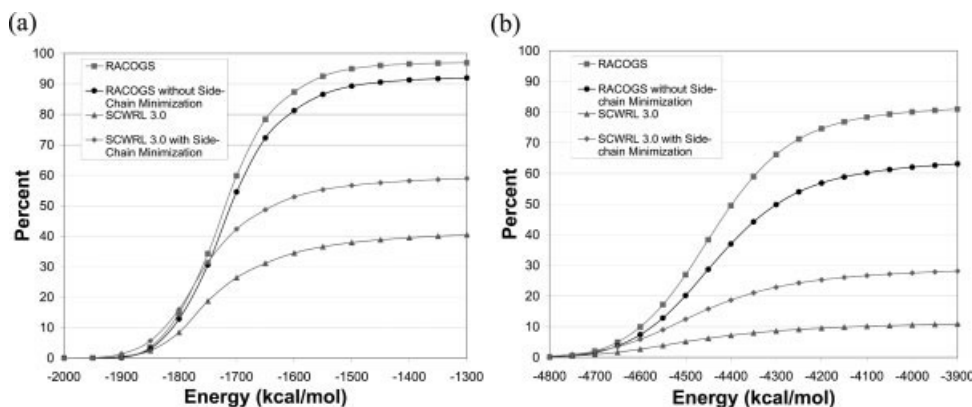 (a)
100
90
80
70
60
50
40
30
20
10
0
Percent
RACOGS
RACOGS without Side-
Chain Minimization
SCWRL 3.0
SCWRL 3.0 with Side-
Chain Minimization
-2000 -1900 -1800 -1700 -1600 -1500 -1400 -1300
Energy (kcal/mol)
(b)
100
90
80
70
60
50
40
30
20
10
0
Percent
RACOGS
RACOGS without Side-
chain Minimization
SCWRL 3.0
SCWRL 3.0 with Side-
chain Minimization
-4800 -4700 -4600 -4500 -4400 -4300 -4200 -4100 -4000 -3900
Energy (kcal/mol)